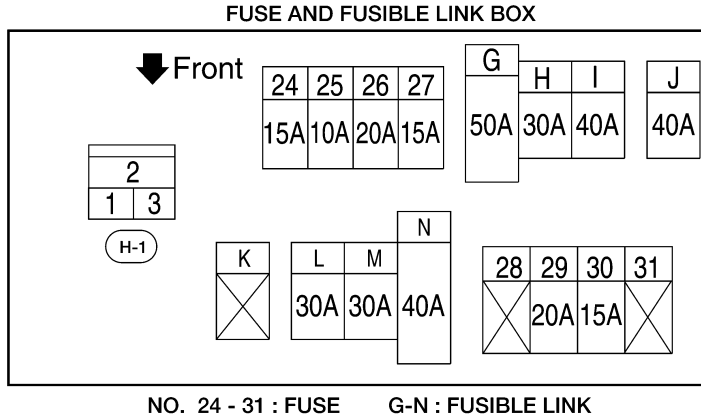 FUSE AND FUSIBLE LINK BOX
Front
24 25 26 27
15A 10A 20A 15A
G H I J
50A 30A 40A 40A
2
1 3
H-1
K L M N
30A 30A 40A
28 29 30 31
20A 15A
NO. 24 - 31 : FUSE G-N : FUSIBLE LINK